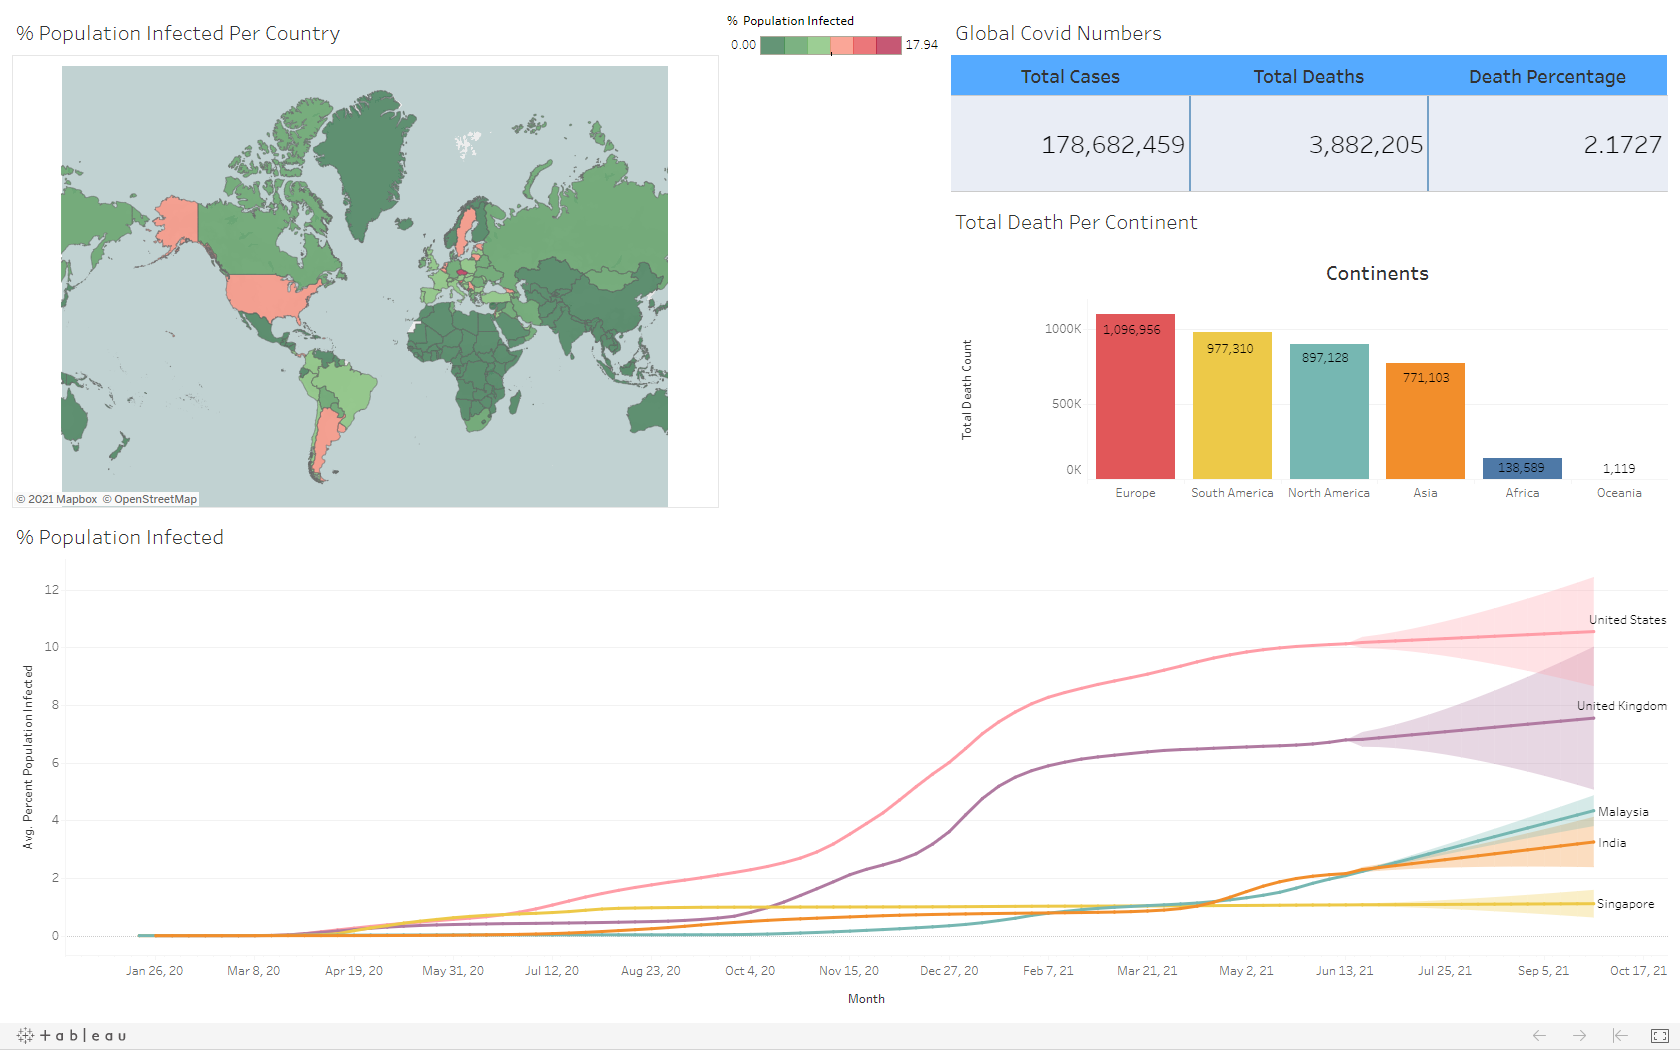 % Population Infected Per Country
% Population Infected
0.00 17.94
© 2021 Mapbox © OpenStreetMap
Global Covid Numbers
Total Cases Total Deaths Death Percentage
178,682,459 3,882,205 2.1727
Total Death Per Continent
Continents
Total Death Count
1000K
500K
0K
1,096,956
977,310
897,128
771,103
138,589
1,119
Europe South America North America Asia Africa Oceania
% Population Infected
Avg. Percent Population Infected
12
10
8
6
4
2
0
United States
United Kingdom
Malaysia
India
Singapore
Jan 26, 20 Mar 8, 20 Apr 19, 20 May 31, 20 Jul 12, 20 Aug 23, 20 Oct 4, 20 Nov 15, 20 Dec 27, 20 Feb 7, 21 Mar 21, 21 May 2, 21 Jun 13, 21 Jul 25, 21 Sep 5, 21 Oct 17, 21
Month
+ableau